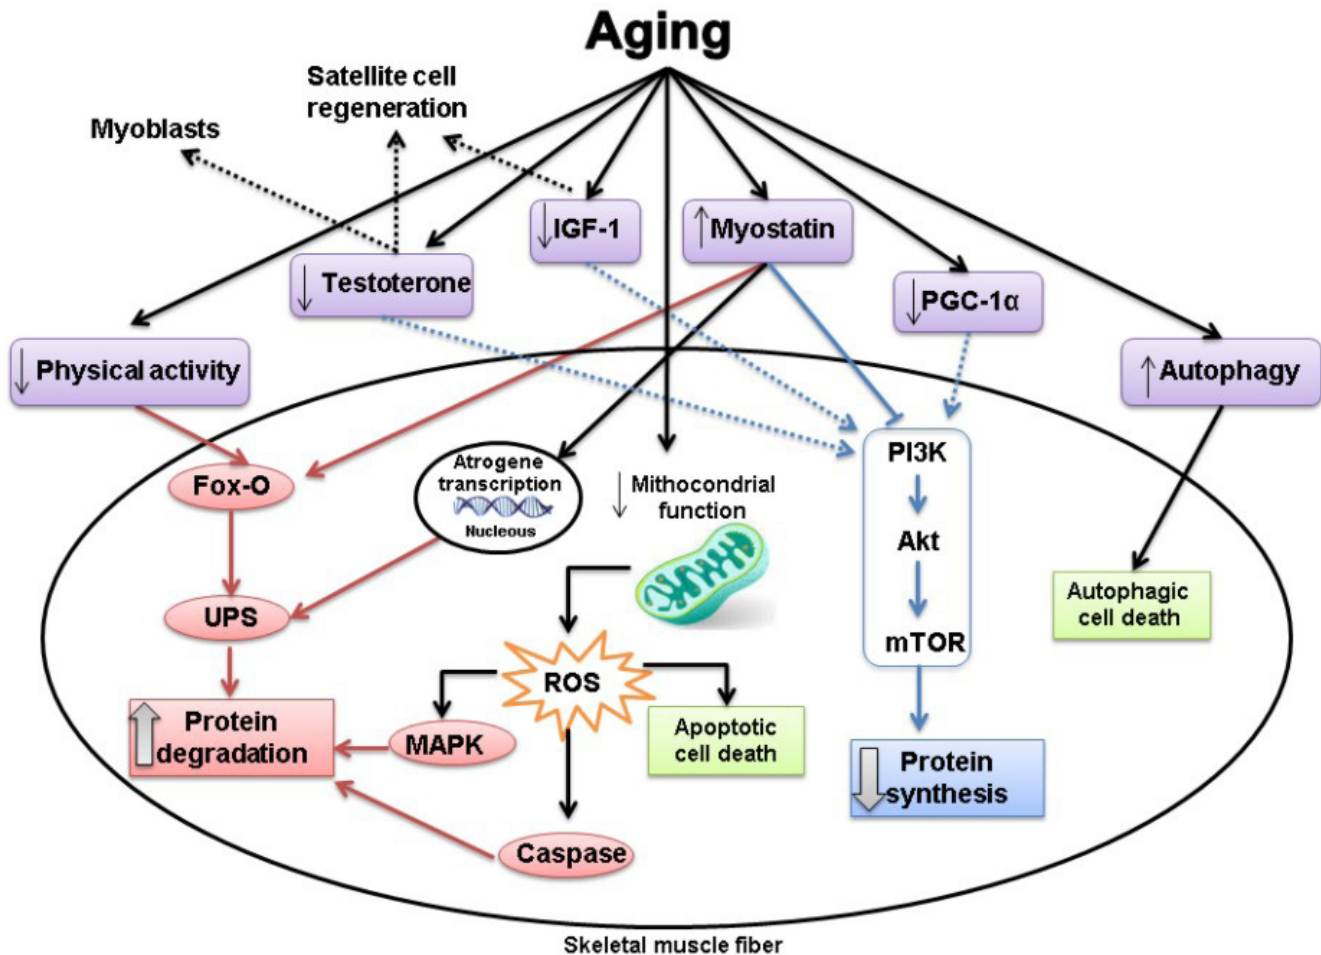 Aging
Satellite cell
regeneration
Myoblasts
↓ IGF-1
↑ Myostatin
↓ Testoterone
↓ PGC-1α
↓ Physical activity
↑ Autophagy
Fox-O
Atrogene
transcription
Nucleous
↓ Mithocondrial
function
PI3K
Akt
mTOR
UPS
Autophagic
cell death
ROS
Protein
degradation
MAPK
Apoptotic
cell death
Protein
synthesis
Caspase
Skeletal muscle fiber